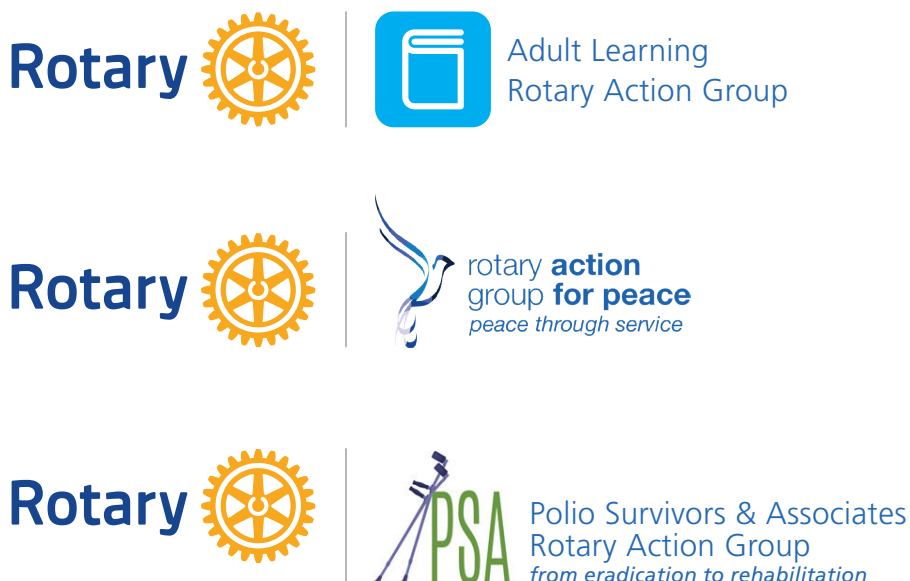 Rotary
Adult Learning
Rotary Action Group
Rotary
rotary action
group for peace
peace through service
Rotary
PSA
Polio Survivors & Associates
Rotary Action Group
from eradication to rehabilitation